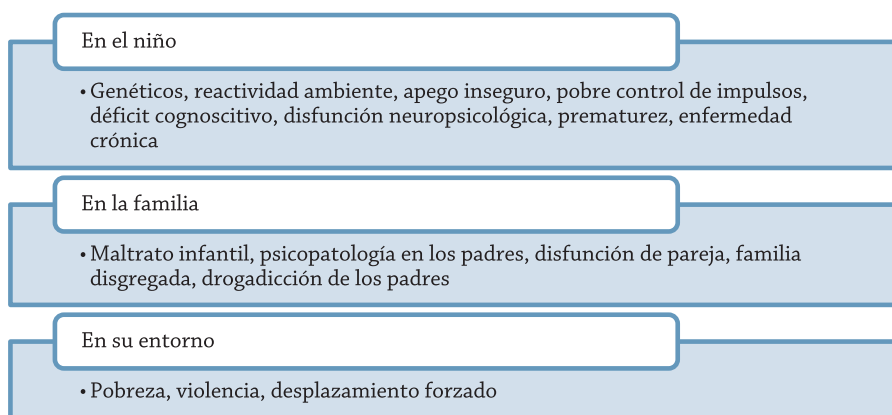 En el niño
• Genéticos, reactividad ambiente, apego inseguro, pobre control de impulsos,
déficit cognoscitivo, disfunción neuropsicológica, prematurez, enfermedad
crónica
En la familia
• Maltrato infantil, psicopatología en los padres, disfunción de pareja, familia
disgregada, drogadicción de los padres
En su entorno
• Pobreza, violencia, desplazamiento forzado